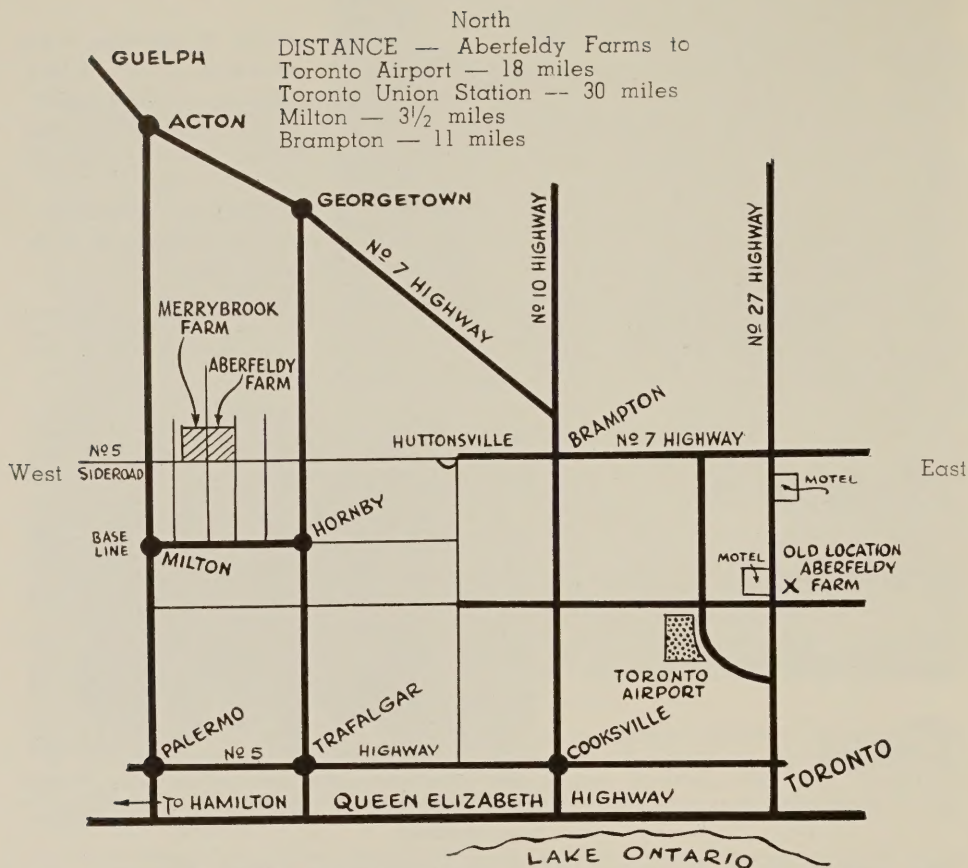 North
DISTANCE — Aberfeldy Farms to
Toronto Airport — 18 miles
Toronto Union Station -- 30 miles
Milton — 3½ miles
Brampton — 11 miles
GUELPH
ACTON
GEORGETOWN
Nº 7 HIGHWAY
Nº 10 HIGHWAY
Nº 27 HIGHWAY
MERRYBROOK
FARM
ABERFELDY
FARM
BRAMPTON
HUTTONSVILLE
Nº 7 HIGHWAY
West
Nº 5
SIDEROAD
East
MOTEL
HORNBY
BASE
LINE
MILTON
MOTEL
OLD LOCATION
ABERFELDY
X FARM
TORONTO
AIRPORT
PALERMO
TRAFALGAR
COOKSVILLE
Nº 5
HIGHWAY
TORONTO
TO HAMILTON
QUEEN ELIZABETH HIGHWAY
LAKE ONTARIO